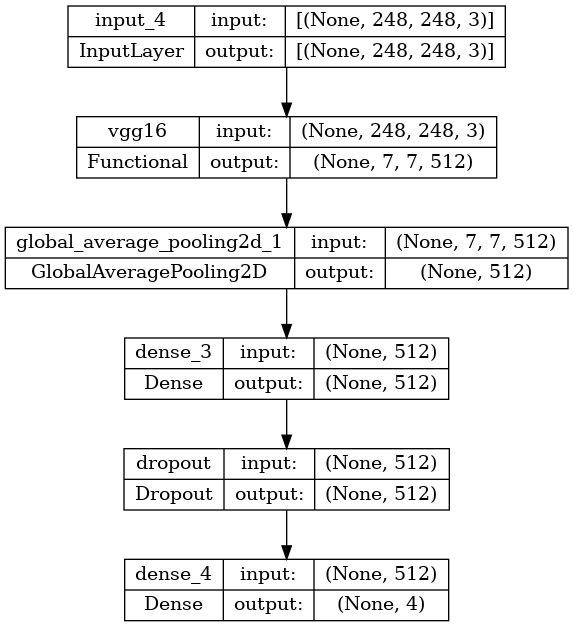 input_4 input: [(None, 248, 248, 3)]
InputLayer output: [(None, 248, 248, 3)]
vgg16 input: (None, 248, 248, 3)
Functional output: (None, 7, 7, 512)
global_average_pooling2d_1 input: (None, 7, 7, 512)
GlobalAveragePooling2D output: (None, 512)
dense_3 input: (None, 512)
Dense output: (None, 512)
dropout input: (None, 512)
Dropout output: (None, 512)
dense_4 input: (None, 512)
Dense output: (None, 4)